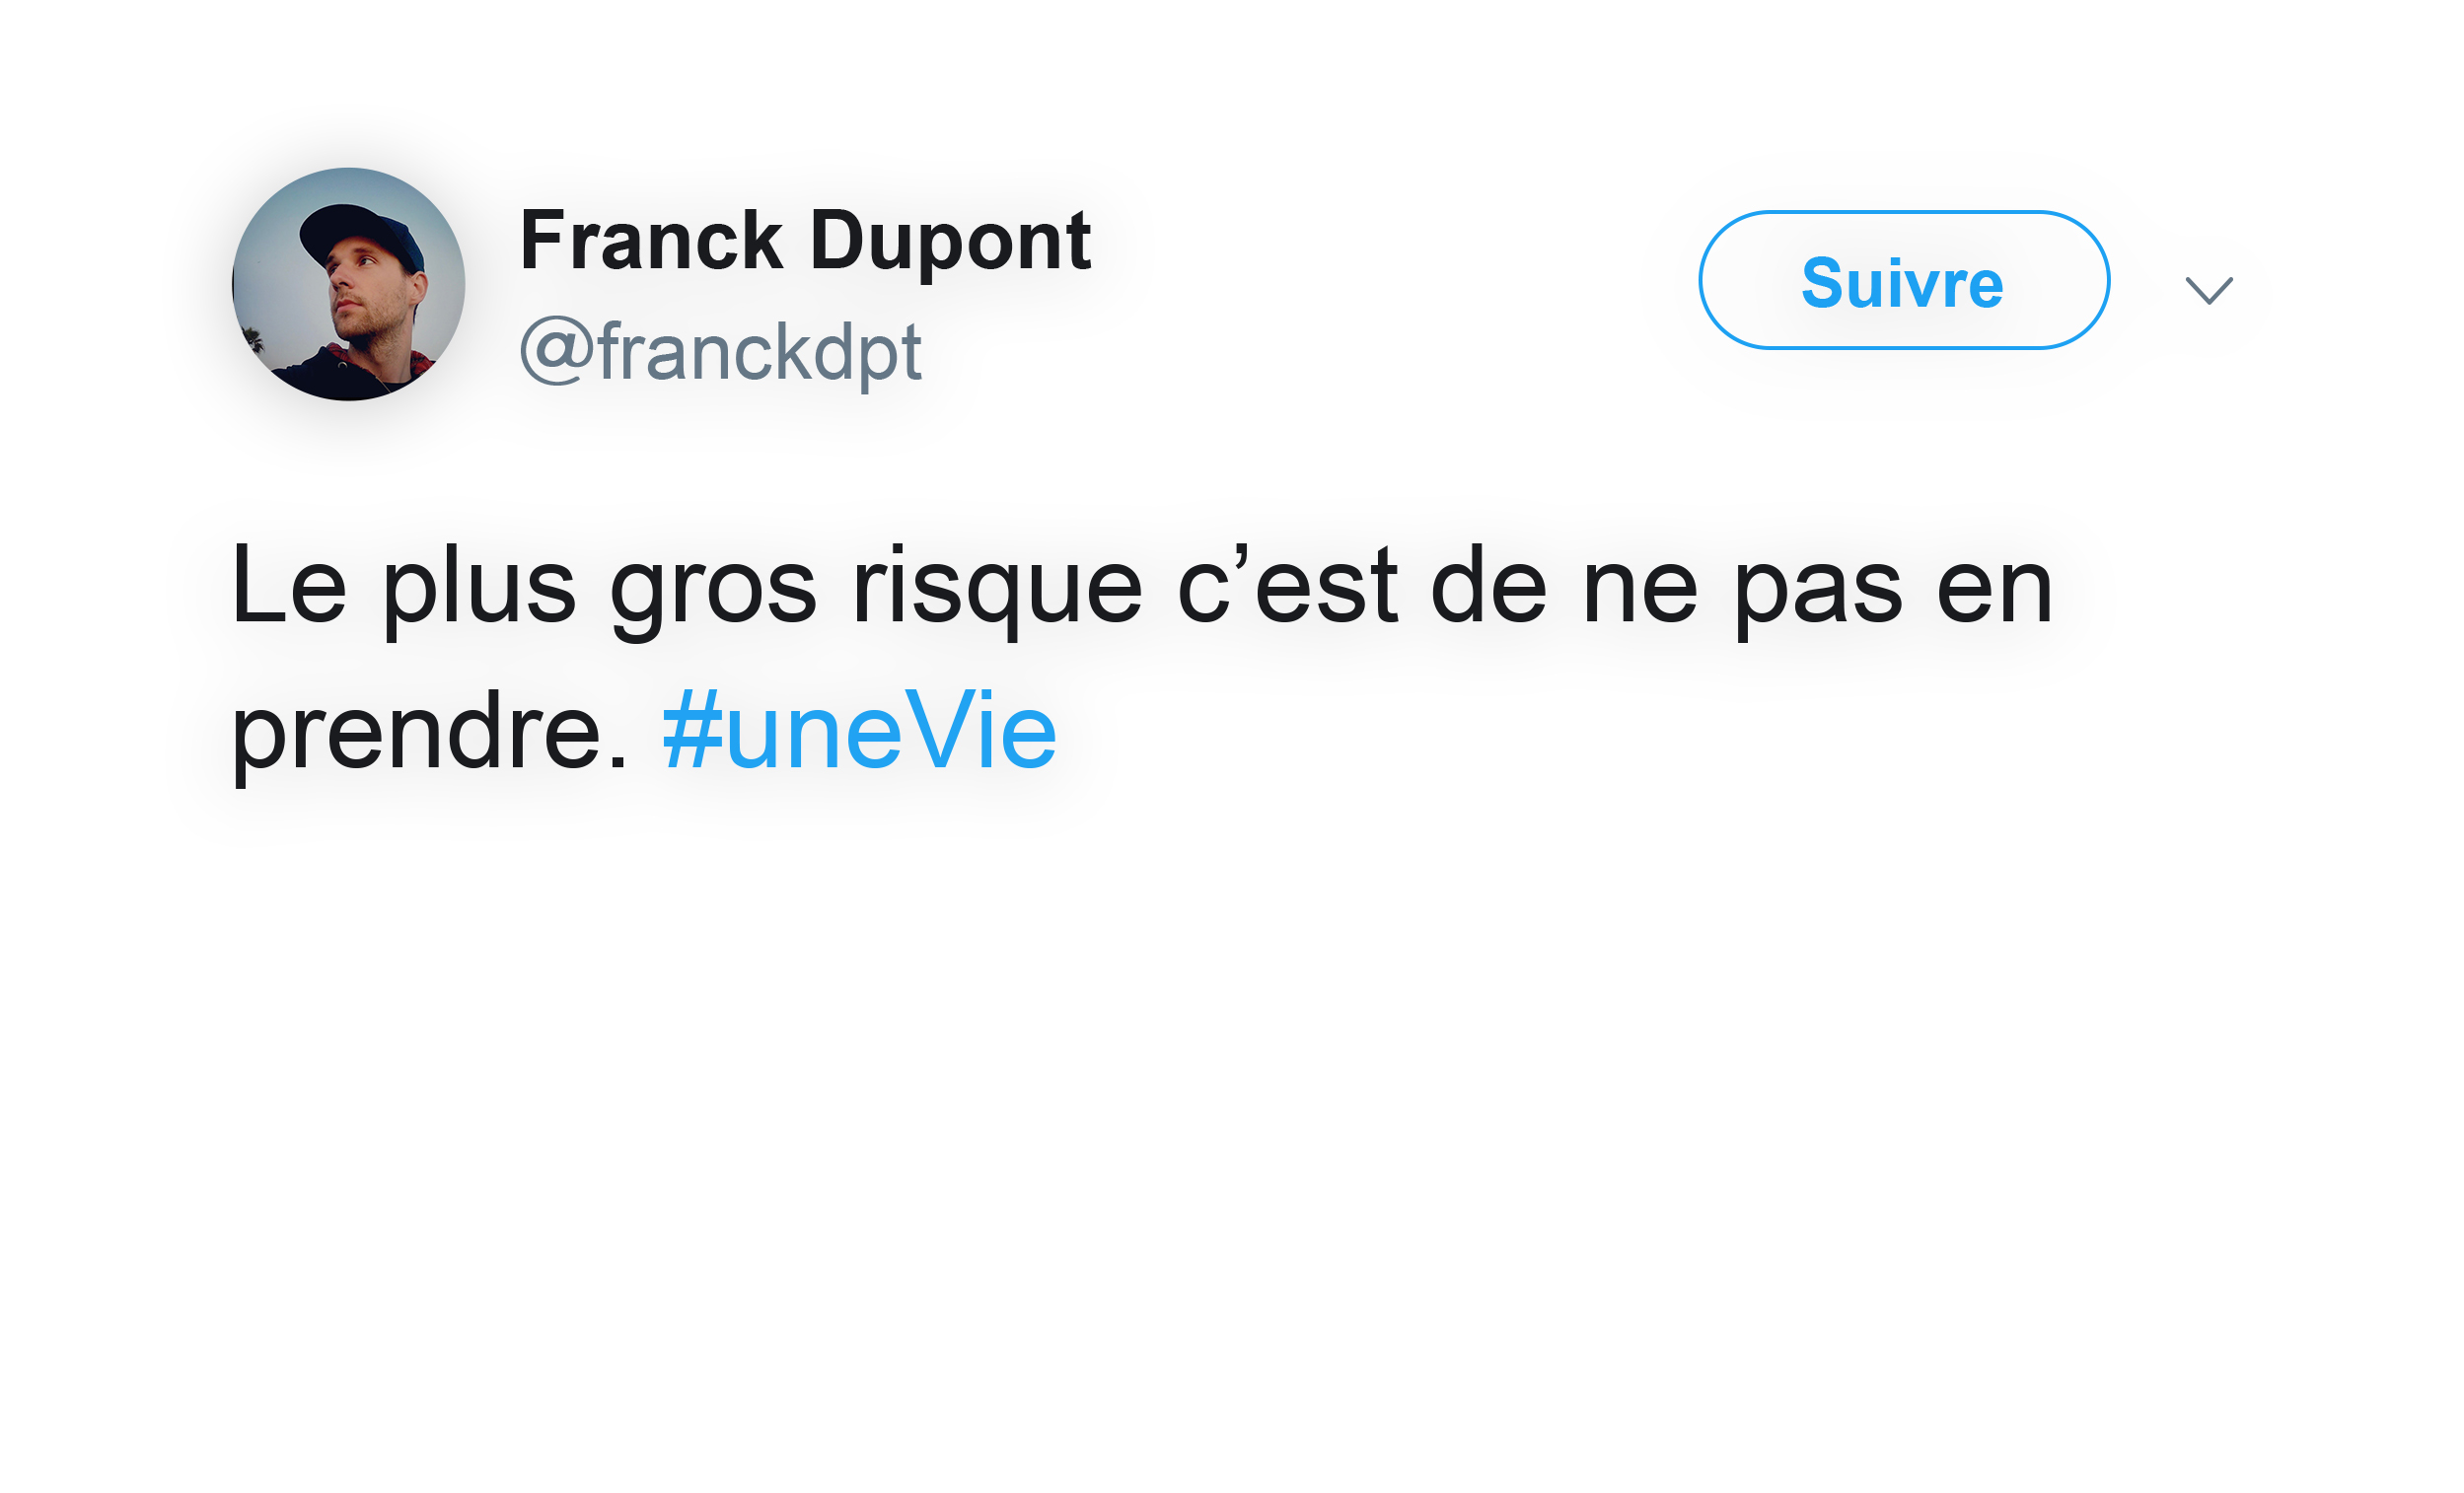 Franck Dupont
@franckdpt
Suivre
Le plus gros risque c’est de ne pas en
prendre. #uneVie